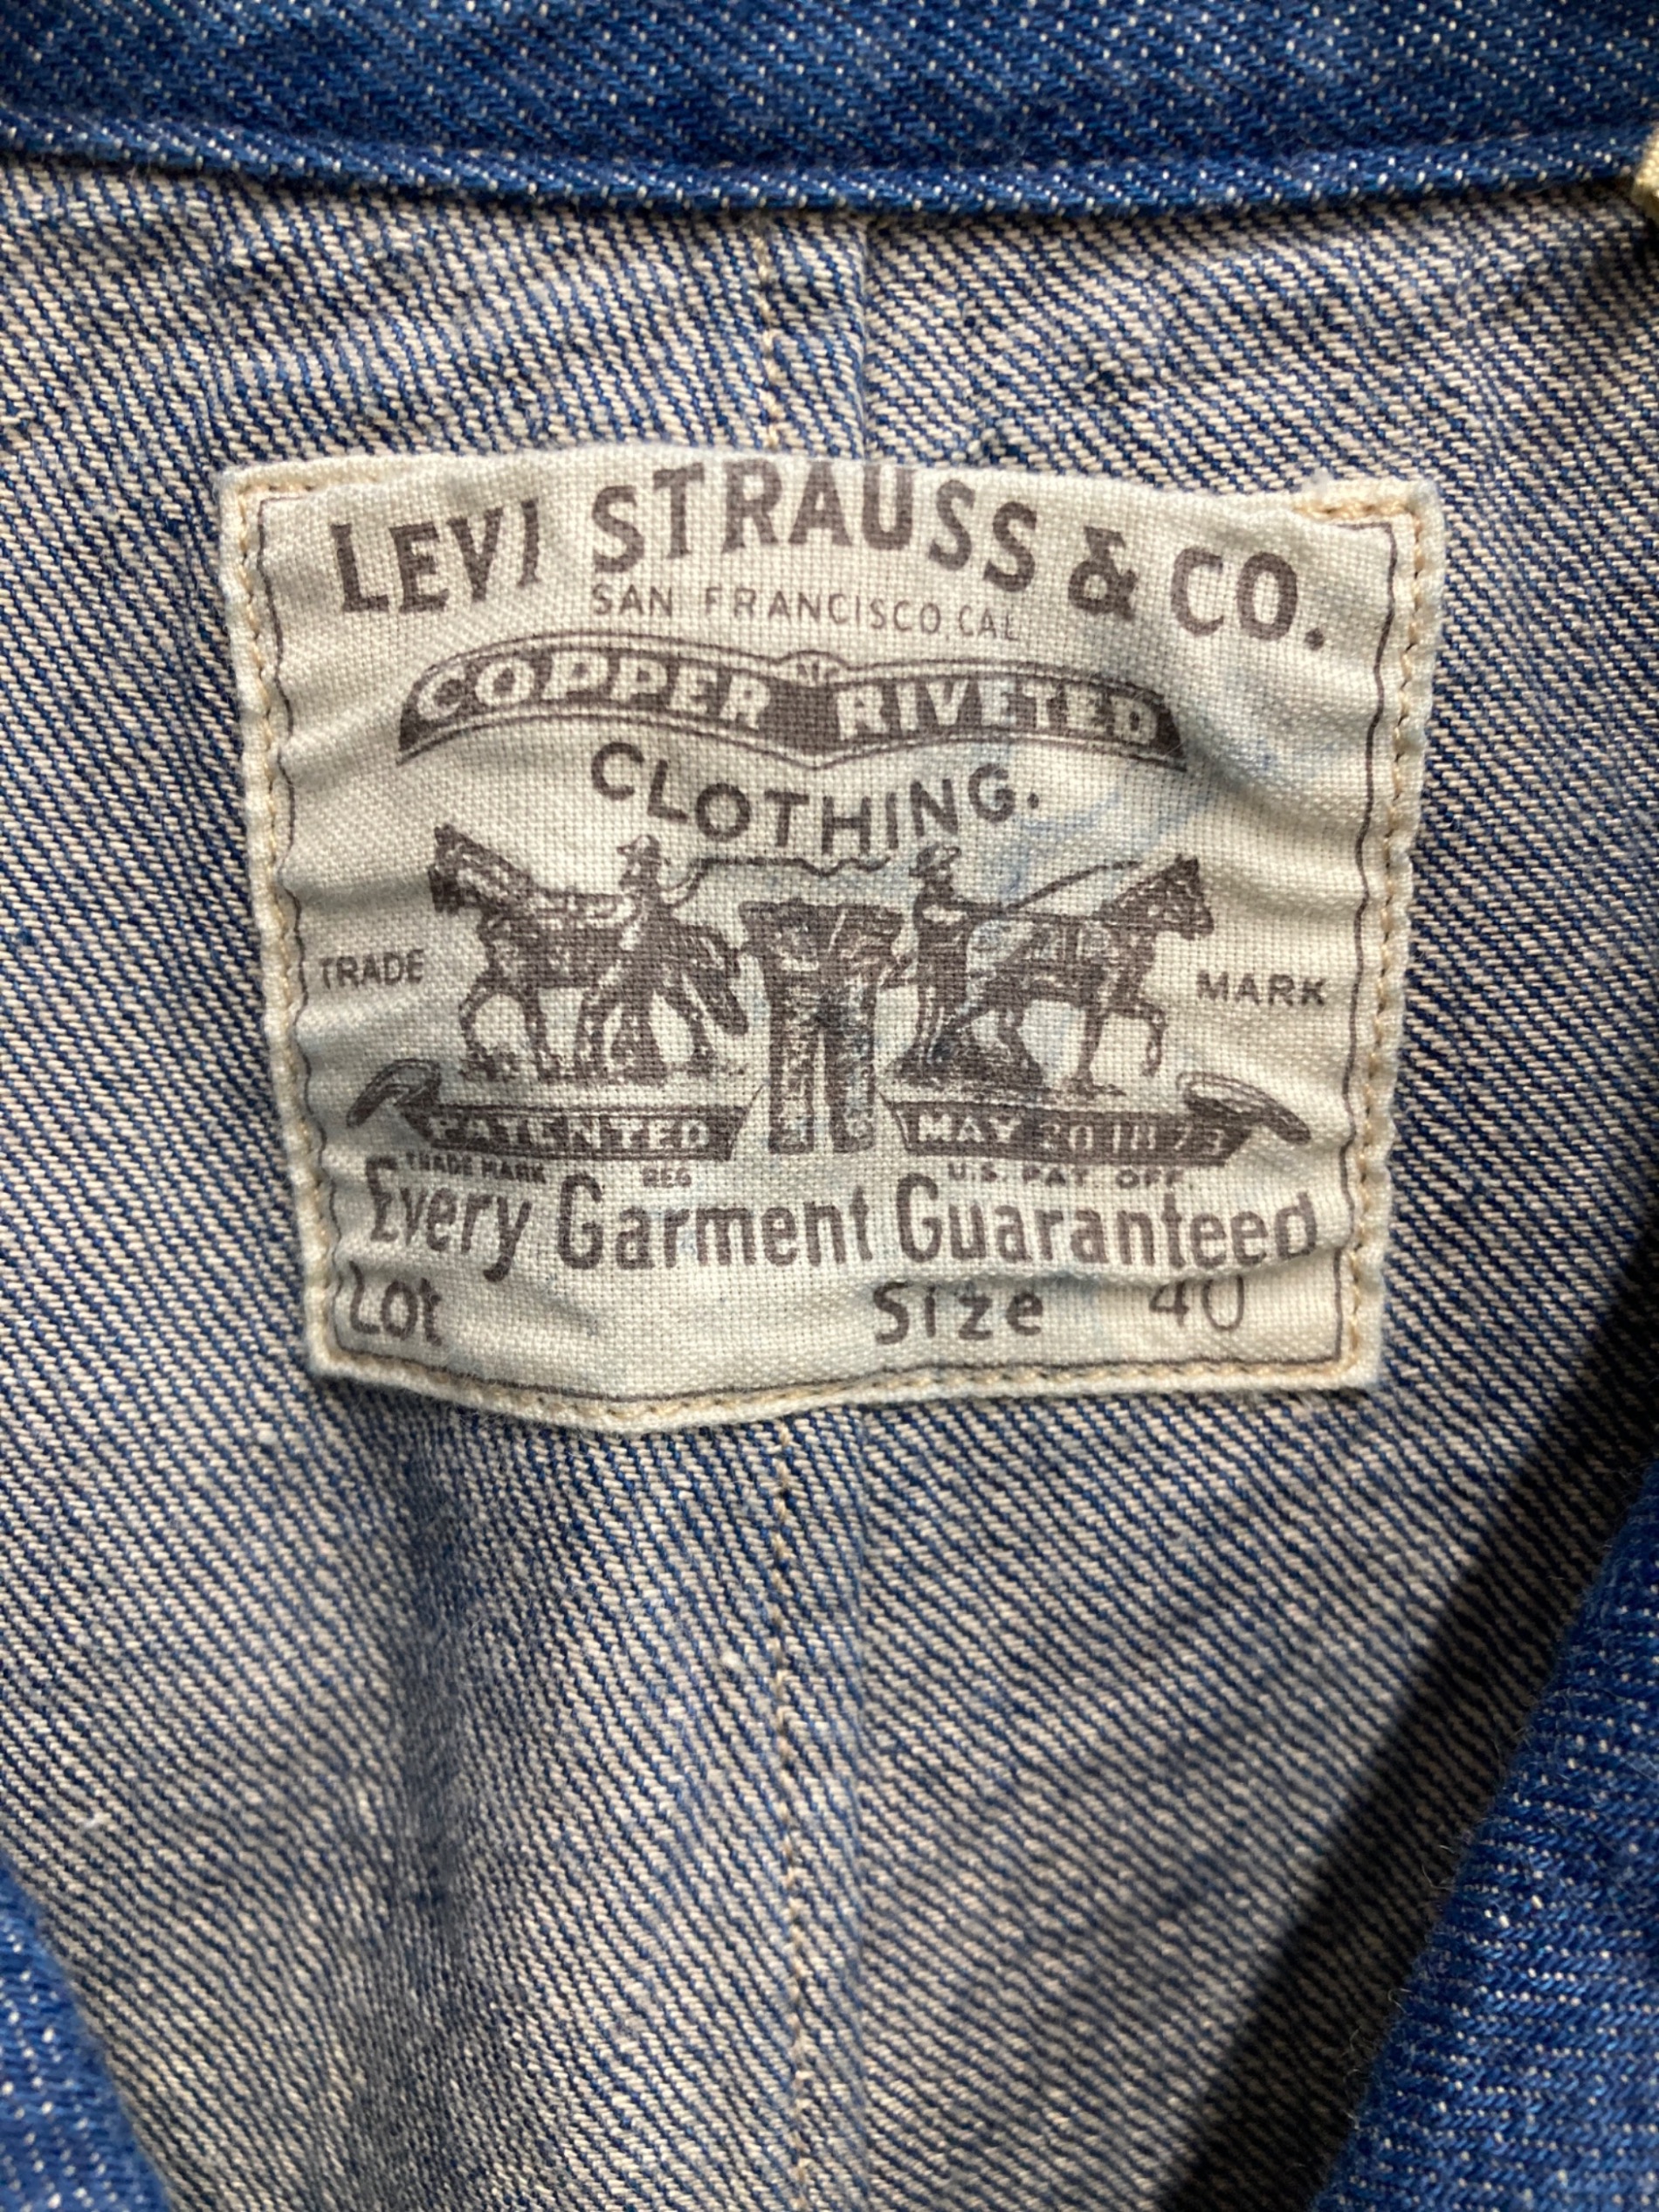 LEVI STRAUSS & CO.
SAN FRANCISCO, CAL
COPPER RIVETED
CLOTHING.
TRADE MARK
PATENTED MAY 20 1873
TRADE MARK REG U.S. PAT. OFF.
Every Garment Guaranteed
Lot Size 40